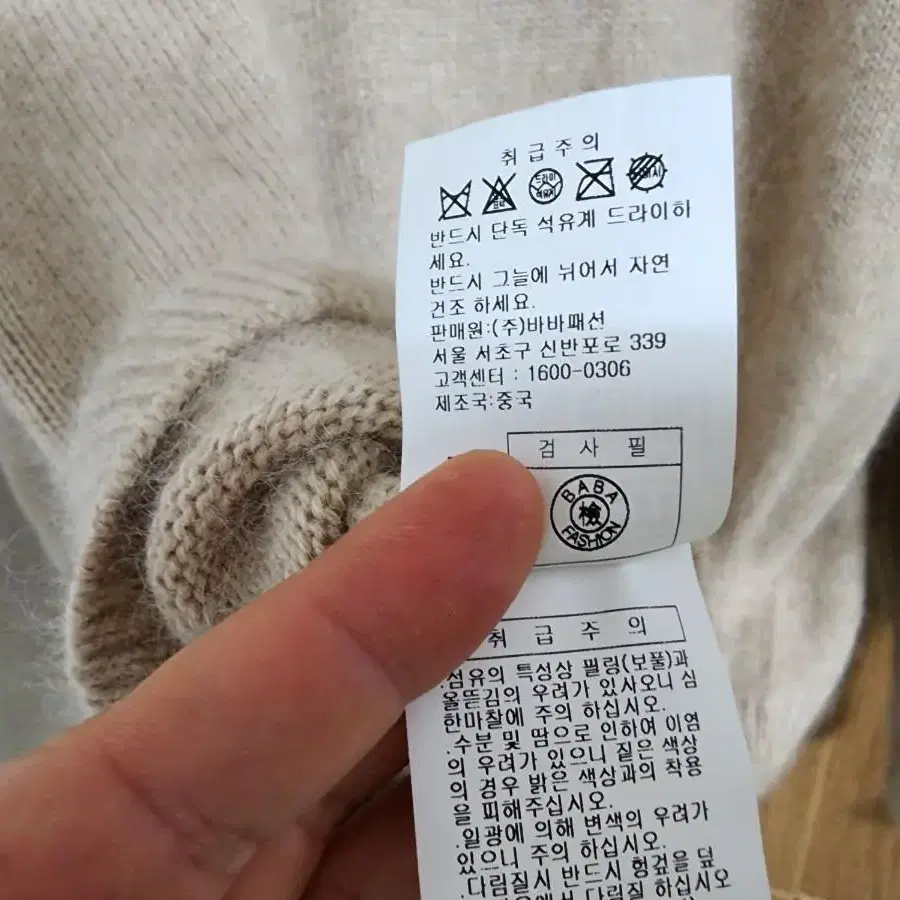 취급주의
드라이
석유계
반드시 단독 석유계 드라이하
세요.
반드시 그늘에 뉘어서 자연
건조 하세요.
판매원:(주)바바패션
서울 서초구 신반포로 339
고객센터 : 1600-0306
제조국:중국
검사필
BABA
檢
FASHION
취급주의
.섬유의 특성상 필링(보풀)과
올뜯김의 우려가 있사오니 심
한마찰에 주의 하십시오.
.수분 및 땀으로 인하여 이염
의 우려가 있으니 짙은 색상
의 경우 밝은 색상과의 착용
을 피해주십시오.
.일광에 의해 변색의 우려가
있으니 주의 하십시오.
.다림질시 반드시 헝겊을 덮
다림질 하십시오